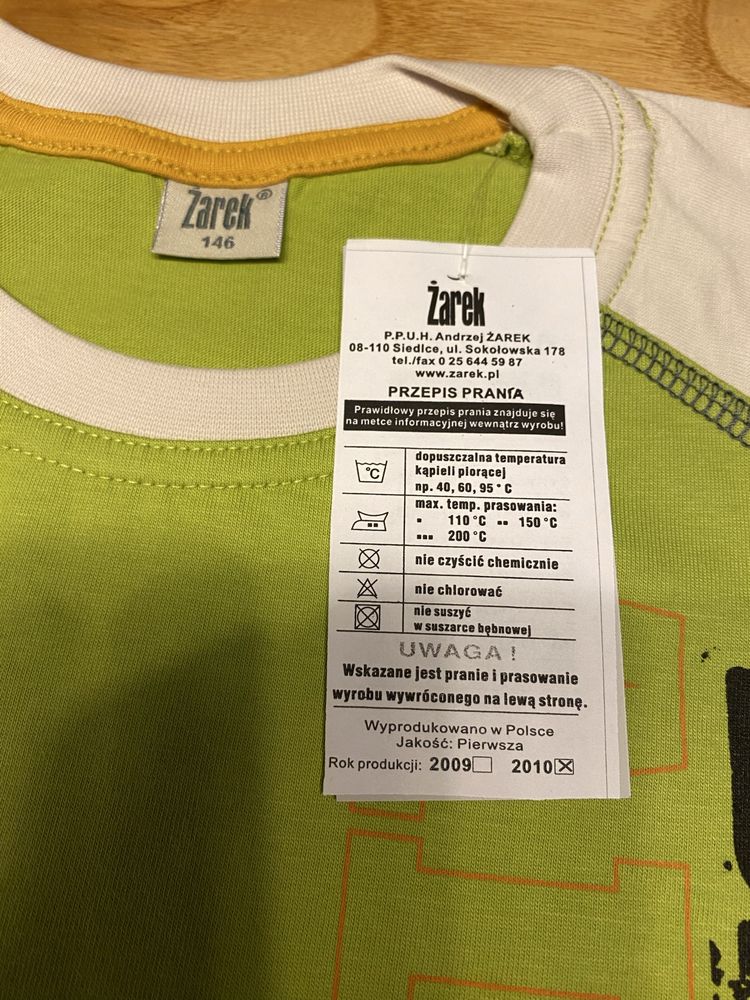 Żarek®
146
Żarek
P.P.U.H. Andrzej ŻAREK
08-110 Siedlce, ul. Sokołowska 178
tel./fax 0 25 644 59 87
www.zarek.pl
PRZEPIS PRANIA
Prawidłowy przepis prania znajduje się
na metce informacyjnej wewnątrz wyrobu!
°C
dopuszczalna temperatura
kąpieli piorącej
np. 40, 60, 95 °C
max. temp. prasowania:
▪ 110 °C ▪▪ 150 °C
▪▪▪ 200 °C
nie czyścić chemicznie
nie chlorować
nie suszyć
w suszarce bębnowej
UWAGA !
Wskazane jest pranie i prasowanie
wyrobu wywróconego na lewą stronę.
Wyprodukowano w Polsce
Jakość: Pierwsza
Rok produkcji: 2009☐ 2010☒